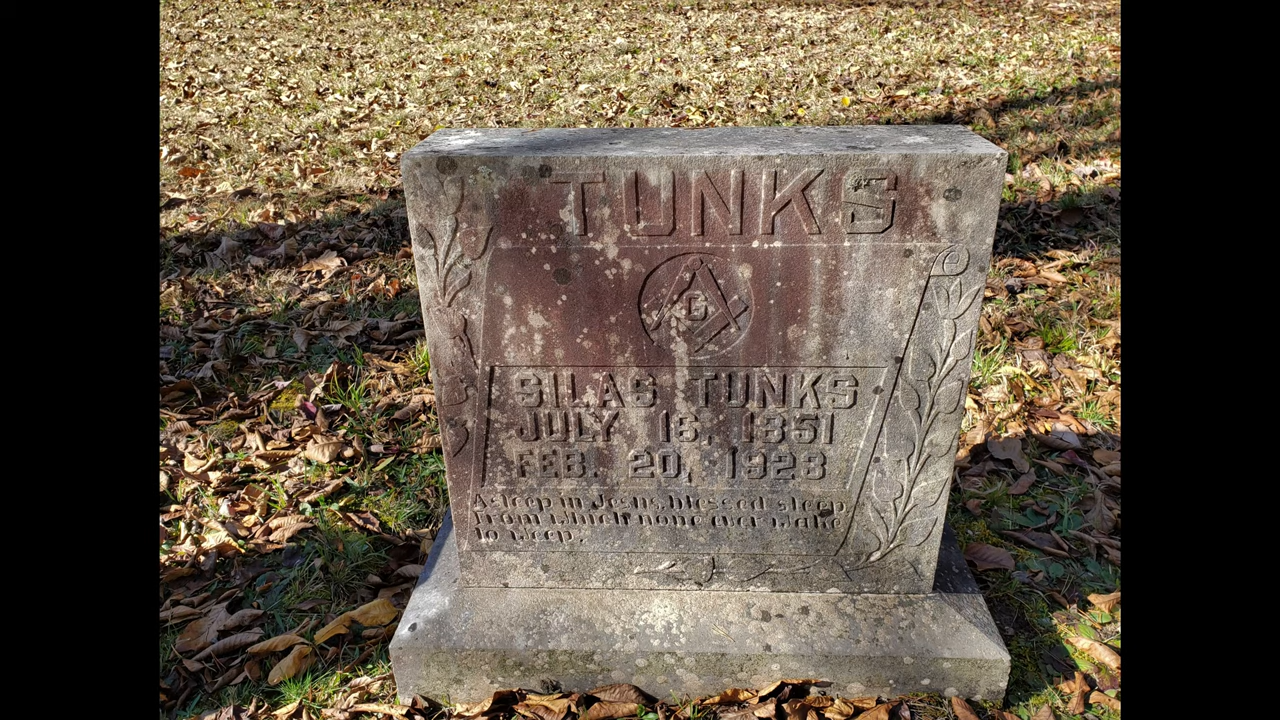 TUNKS
G
SILAS TUNKS
JULY 16, 1851
FEB. 20, 1923
Asleep in Jesus, blessed sleep
from which none ever wake
to weep.